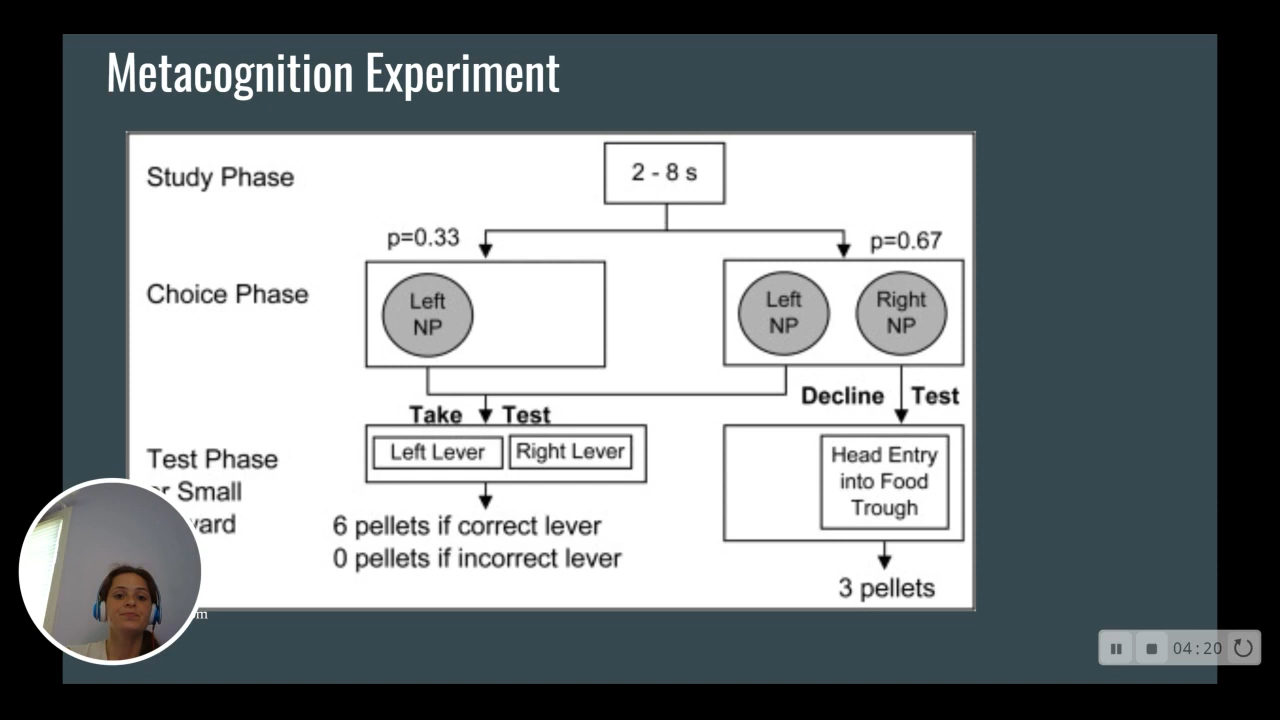 Metacognition Experiment
Study Phase
2 - 8 s
p=0.33
p=0.67
Choice Phase
Left
NP
Left
NP
Right
NP
Take Test
Decline Test
Test Phase
Small
Left Lever
Right Lever
Head Entry
into Food
Trough
6 pellets if correct lever
0 pellets if incorrect lever
3 pellets
04:20